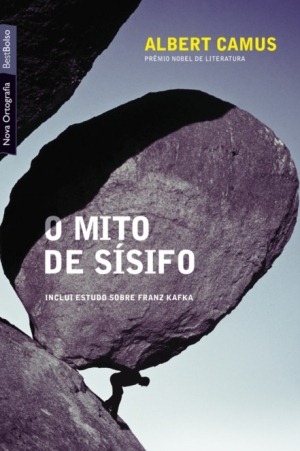 ALBERT CAMUS
PRÊMIO NOBEL DE LITERATURA
Nova Ortografia
BestBolso
O MITO
DE SÍSIFO
INCLUI ESTUDO SOBRE FRANZ KAFKA